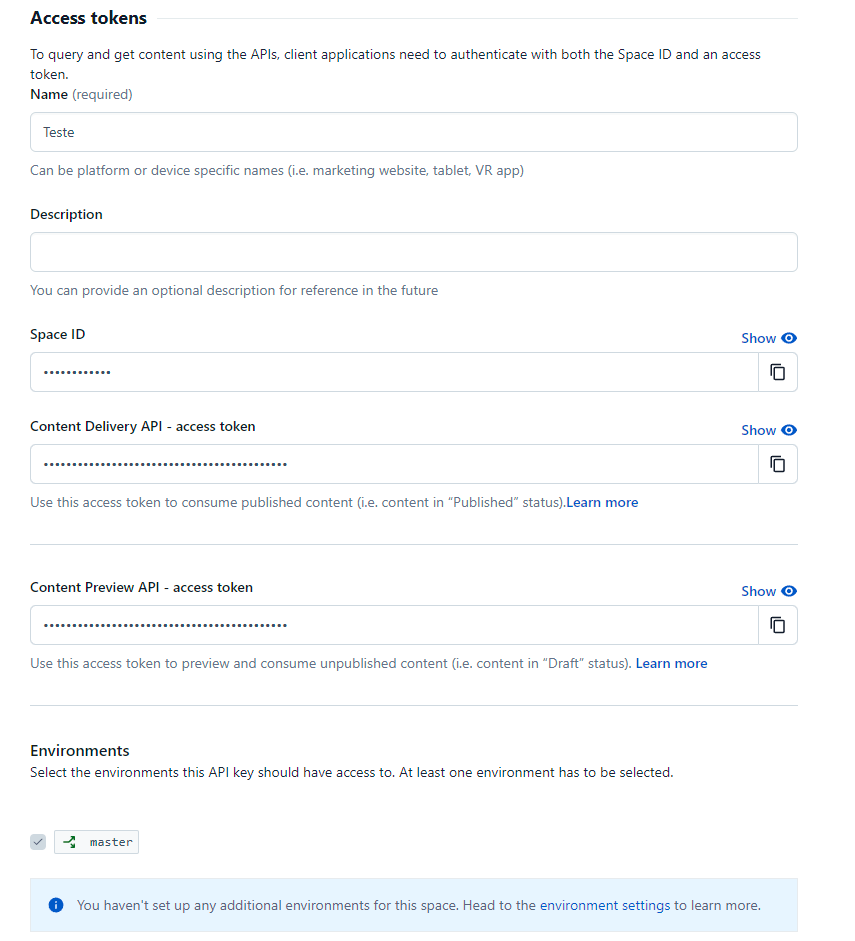 Access tokens
To query and get content using the APIs, client applications need to authenticate with both the Space ID and an access
token.
Name (required)
Teste
Can be platform or device specific names (i.e. marketing website, tablet, VR app)
Description
You can provide an optional description for reference in the future
Space ID
Show
••••••••••••
Content Delivery API - access token
Show
•••••••••••••••••••••••••••••••••••••••••••
Use this access token to consume published content (i.e. content in “Published” status).Learn more
Content Preview API - access token
Show
•••••••••••••••••••••••••••••••••••••••••••
Use this access token to preview and consume unpublished content (i.e. content in “Draft” status). Learn more
Environments
Select the environments this API key should have access to. At least one environment has to be selected.
master
You haven't set up any additional environments for this space. Head to the environment settings to learn more.